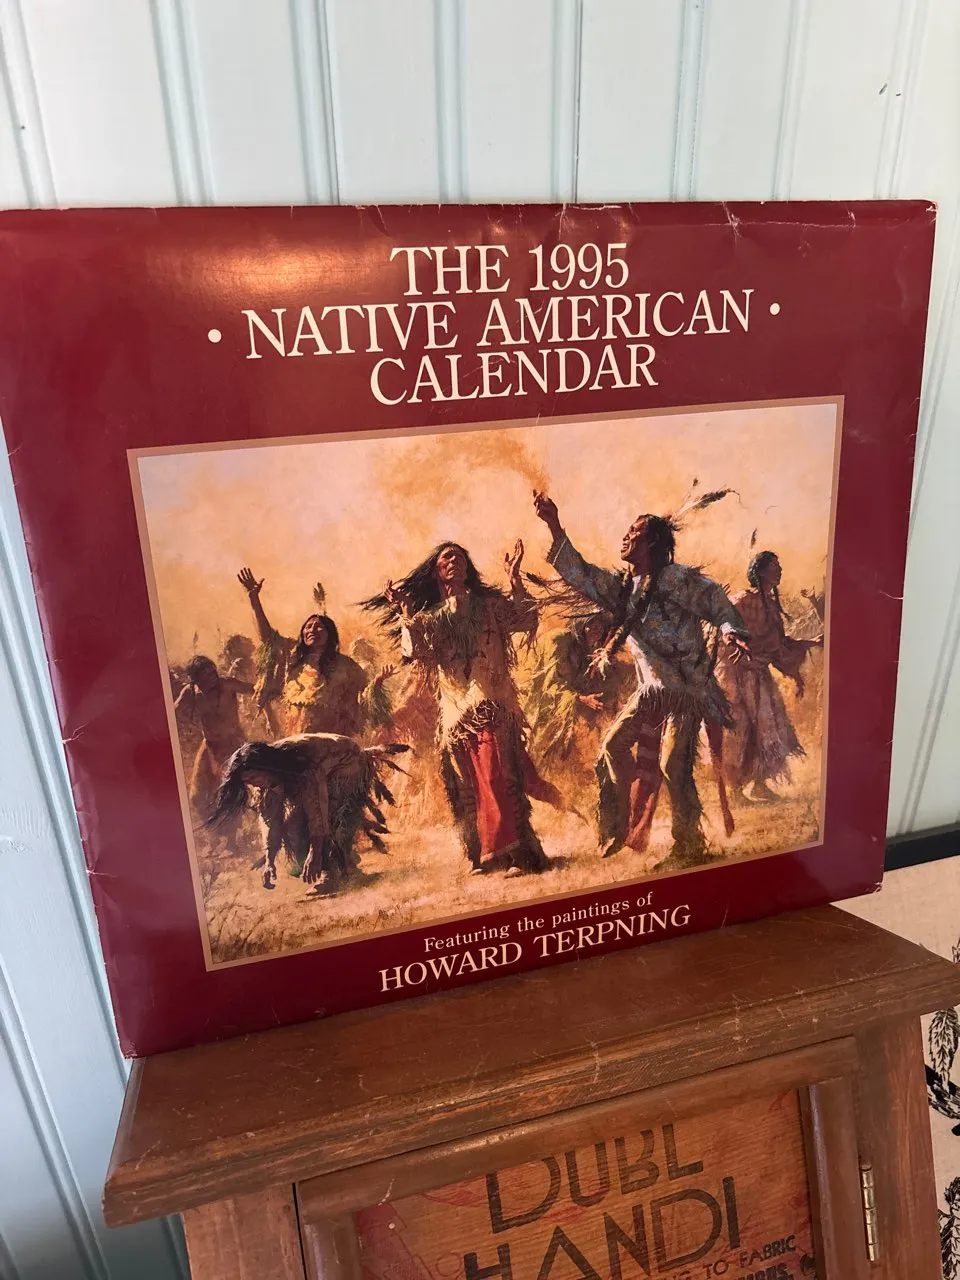 THE 1995
• NATIVE AMERICAN •
CALENDAR
Featuring the paintings of
HOWARD TERPNING
DUBL
HANDI
TO FABRIC